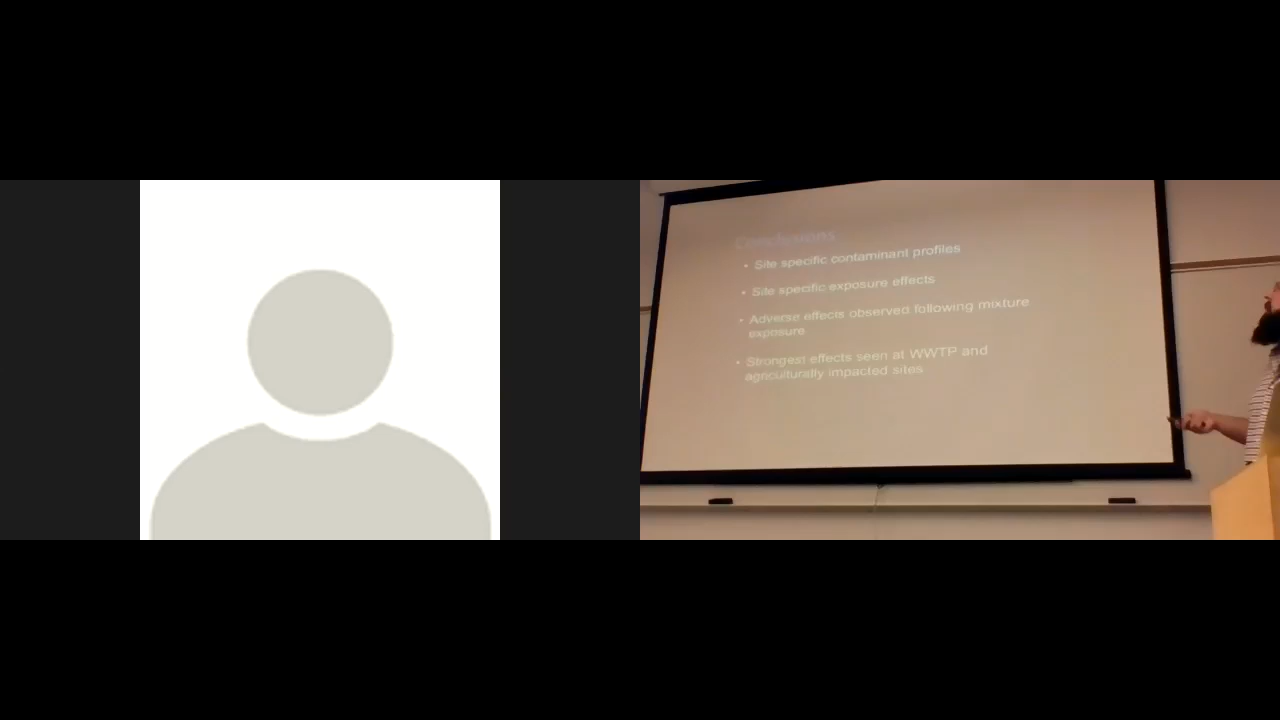 Conclusions
• Site specific contaminant profiles
• Site specific exposure effects
• Adverse effects observed following mixture
exposure
• Strongest effects seen at WWTP and
agriculturally impacted sites